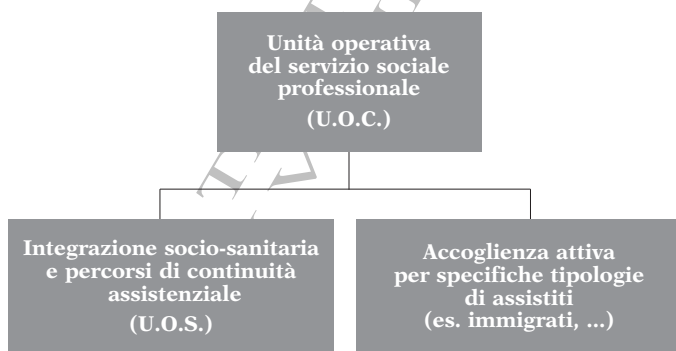 Unità operativa
del servizio sociale
professionale
(U.O.C.)
Integrazione socio-sanitaria
e percorsi di continuità
assistenziale
(U.O.S.)
Accoglienza attiva
per specifiche tipologie
di assistiti
(es. immigrati, ...)